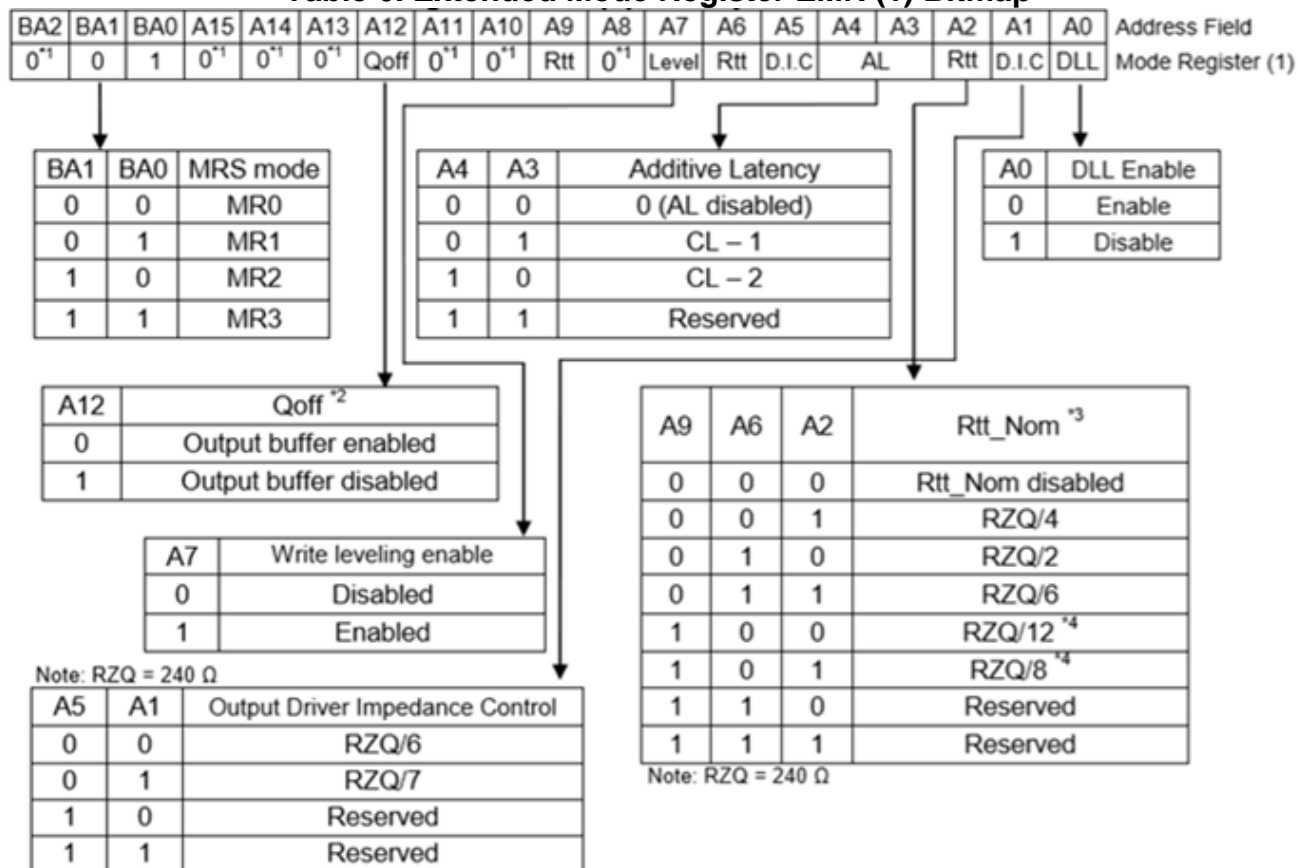 BA2 BA1 BA0 A15 A14 A13 A12 A11 A10 A9 A8 A7 A6 A5 A4 A3 A2 A1 A0 Address Field
0*1 0 1 0*1 0*1 0*1 Qoff 0*1 0*1 Rtt 0*1 Level Rtt D.I.C AL Rtt D.I.C DLL Mode Register (1)
BA1 BA0 MRS mode
0 0 MR0
0 1 MR1
1 0 MR2
1 1 MR3
A4 A3 Additive Latency
0 0 0 (AL disabled)
0 1 CL – 1
1 0 CL – 2
1 1 Reserved
A0 DLL Enable
0 Enable
1 Disable
A12 Qoff *2
0 Output buffer enabled
1 Output buffer disabled
A7 Write leveling enable
0 Disabled
1 Enabled
Note: RZQ = 240 Ω
A5 A1 Output Driver Impedance Control
0 0 RZQ/6
0 1 RZQ/7
1 0 Reserved
1 1 Reserved
A9 A6 A2 Rtt_Nom *3
0 0 0 Rtt_Nom disabled
0 0 1 RZQ/4
0 1 0 RZQ/2
0 1 1 RZQ/6
1 0 0 RZQ/12 *4
1 0 1 RZQ/8 *4
1 1 0 Reserved
1 1 1 Reserved
Note: RZQ = 240 Ω